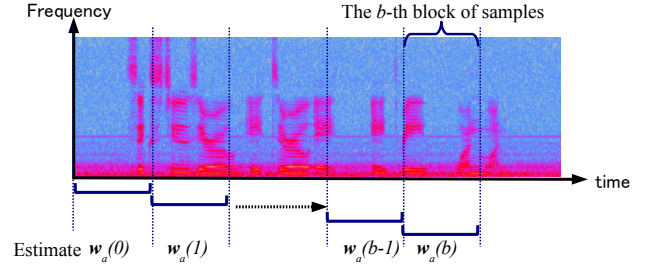 The b-th block of samples
Frequency
time
Estimate w_a(0) w_a(1) w_a(b-1) w_a(b)